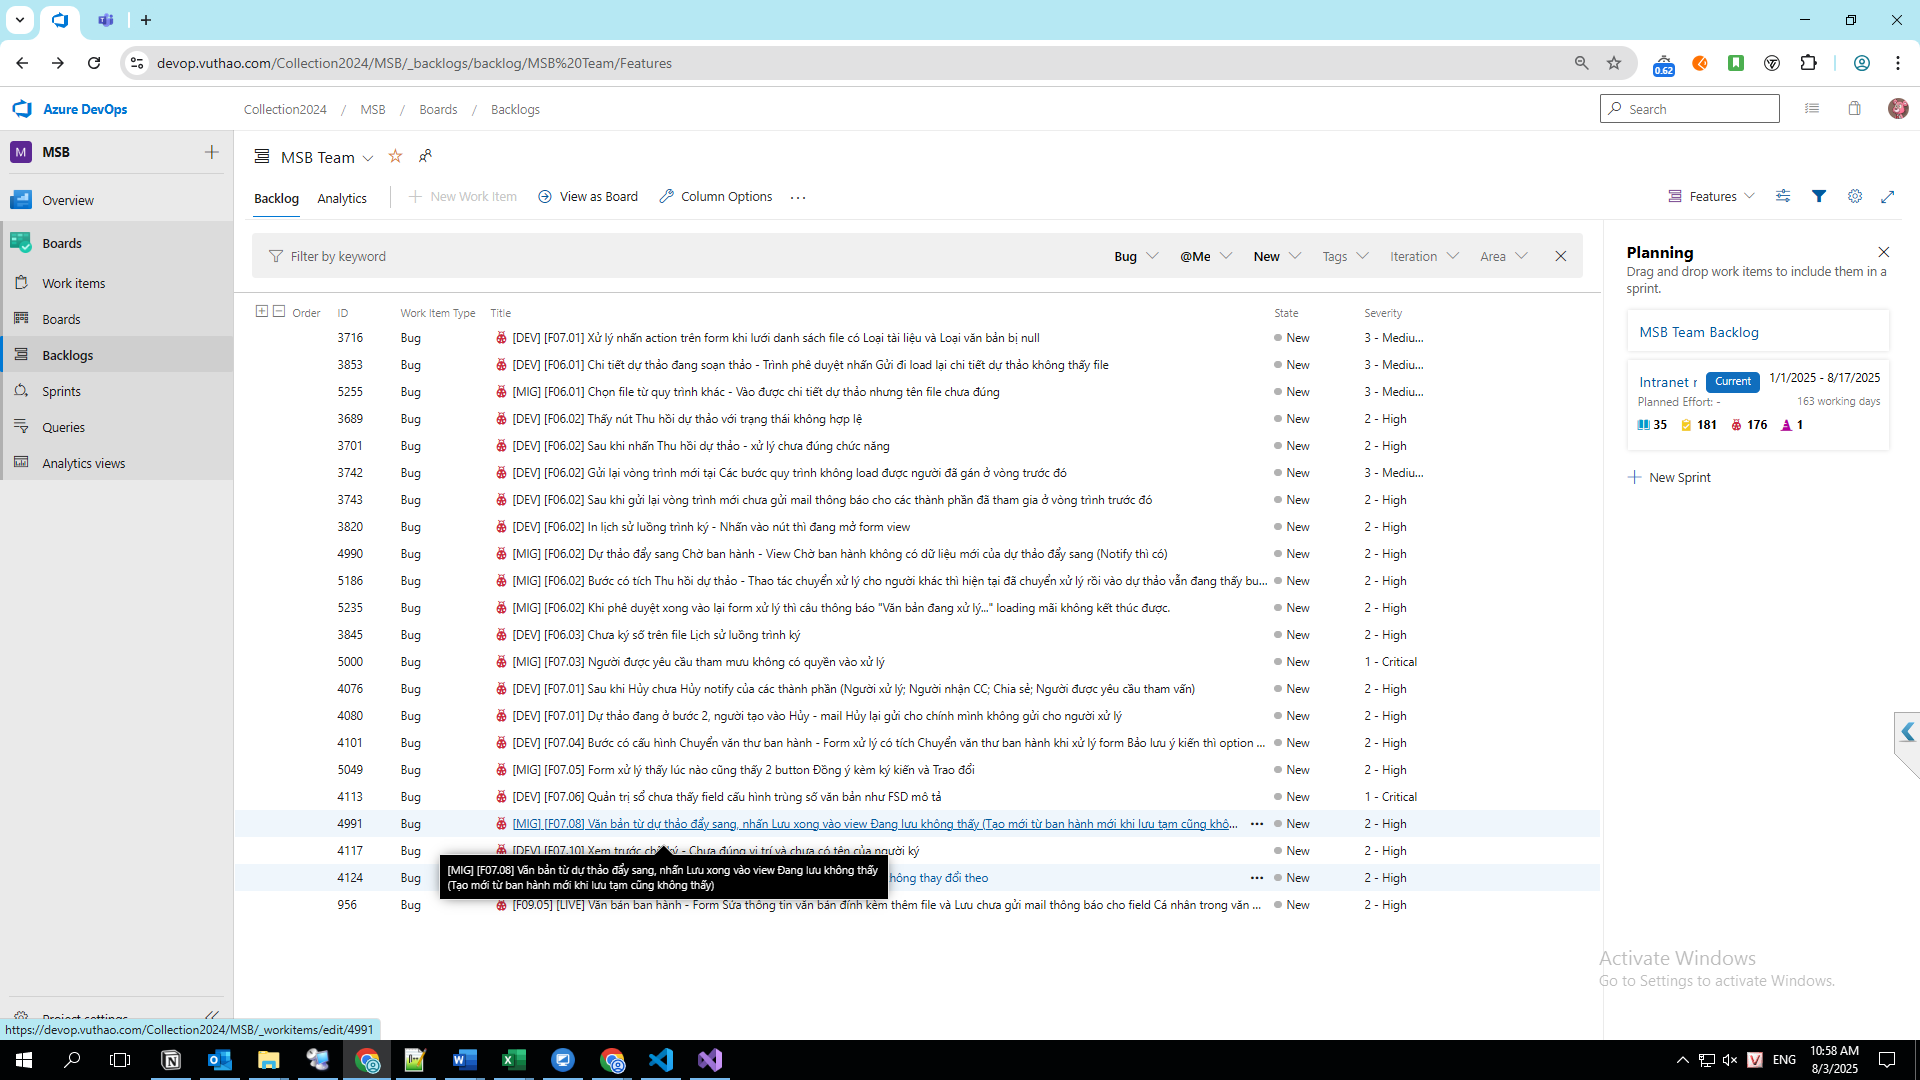 devop.vuthao.com/Collection2024/MSB/_backlogs/backlog/MSB%20Team/Features
0.62
Azure DevOps
Collection2024 / MSB / Boards / Backlogs
Search
M MSB
MSB Team
Overview
Backlog Analytics New Work Item View as Board Column Options ...
Features
Boards
Work items
Boards
Backlogs
Sprints
Queries
Analytics views
Project settings
Filter by keyword
Bug @Me New Tags Iteration Area
Order ID Work Item Type Title State Severity
3716 Bug [DEV] [F07.01] Xử lý nhấn action trên form khi lưới danh sách file có Loại tài liệu và Loại văn bản bị null New 3 - Mediu...
3853 Bug [DEV] [F06.01] Chi tiết dự thảo đang soạn thảo - Trình phê duyệt nhấn Gửi đi load lại chi tiết dự thảo không thấy file New 3 - Mediu...
5255 Bug [MIG] [F06.01] Chọn file từ quy trình khác - Vào được chi tiết dự thảo nhưng tên file chưa đúng New 3 - Mediu...
3689 Bug [DEV] [F06.02] Thấy nút Thu hồi dự thảo với trạng thái không hợp lệ New 2 - High
3701 Bug [DEV] [F06.02] Sau khi nhấn Thu hồi dự thảo - xử lý chưa đúng chức năng New 2 - High
3742 Bug [DEV] [F06.02] Gửi lại vòng trình mới tại Các bước quy trình không load được người đã gán ở vòng trước đó New 3 - Mediu...
3743 Bug [DEV] [F06.02] Sau khi gửi lại vòng trình mới chưa gửi mail thông báo cho các thành phần đã tham gia ở vòng trình trước đó New 2 - High
3820 Bug [DEV] [F06.02] In lịch sử luồng trình ký - Nhấn vào nút thì đang mở form view New 2 - High
4990 Bug [MIG] [F06.02] Dự thảo đẩy sang Chờ ban hành - View Chờ ban hành không có dữ liệu mới của dự thảo đẩy sang (Notify thì có) New 2 - High
5186 Bug [MIG] [F06.02] Bước có tích Thu hồi dự thảo - Thao tác chuyển xử lý cho người khác thì hiện tại đã chuyển xử lý rồi vào dự thảo vẫn đang thấy bu... New 2 - High
5235 Bug [MIG] [F06.02] Khi phê duyệt xong vào lại form xử lý thì câu thông báo "Văn bản đang xử lý..." loading mãi không kết thúc được. New 2 - High
3845 Bug [DEV] [F06.03] Chưa ký số trên file Lịch sử luồng trình ký New 2 - High
5000 Bug [MIG] [F07.03] Người được yêu cầu tham mưu không có quyền vào xử lý New 1 - Critical
4076 Bug [DEV] [F07.01] Sau khi Hủy chưa Hủy notify của các thành phần (Người xử lý; Người nhận CC; Chia sẻ; Người được yêu cầu tham vấn) New 2 - High
4080 Bug [DEV] [F07.01] Dự thảo đang ở bước 2, người tạo vào Hủy - mail Hủy lại gửi cho chính mình không gửi cho người xử lý New 2 - High
4101 Bug [DEV] [F07.04] Bước có cấu hình Chuyển văn thư ban hành - Form xử lý có tích Chuyển văn thư ban hành khi xử lý form Bảo lưu ý kiến thì option ... New 2 - High
5049 Bug [MIG] [F07.05] Form xử lý thấy lúc nào cũng thấy 2 button Đồng ý kèm ký kiến và Trao đổi New 2 - High
4113 Bug [DEV] [F07.06] Quản trị sổ chưa thấy field cấu hình trùng số văn bản như FSD mô tả New 1 - Critical
4991 Bug [MIG] [F07.08] Văn bản từ dự thảo đẩy sang, nhấn Lưu xong vào view Đang lưu không thấy (Tạo mới từ ban hành mới khi lưu tạm cũng khô... ... New 2 - High
4117 Bug [DEV] [F07.10] Xem trước chữ ký - Chưa đúng vị trí và chưa có tên của người ký New 2 - High
[MIG] [F07.08] Văn bản từ dự thảo đẩy sang, nhấn Lưu xong vào view Đang lưu không thấy
(Tạo mới từ ban hành mới khi lưu tạm cũng không thấy)
4124 Bug hông thay đổi theo ... New 2 - High
956 Bug [F09.05] [LIVE] Văn bản ban hành - Form Sửa thông tin văn bản đính kèm thêm file và Lưu chưa gửi mail thông báo cho field Cá nhân trong văn ... New 2 - High
Planning
Drag and drop work items to include them in a
sprint.
MSB Team Backlog
Intranet r Current 1/1/2025 - 8/17/2025
Planned Effort: - 163 working days
35 181 176 1
New Sprint
Activate Windows
Go to Settings to activate Windows.
https://devop.vuthao.com/Collection2024/MSB/_workitems/edit/4991
ENG
10:58 AM
8/3/2025